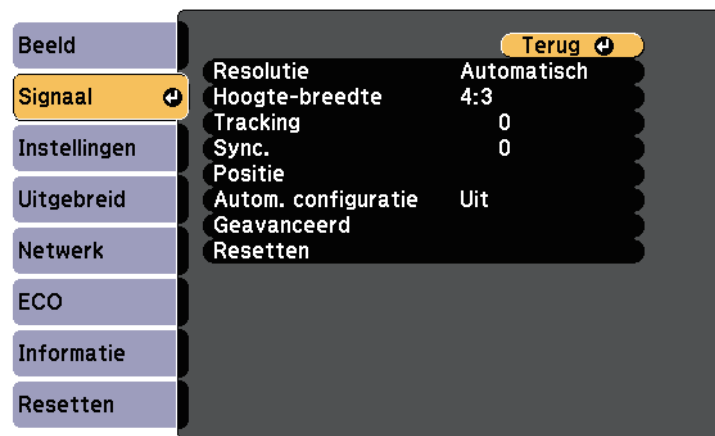 Beeld
Signaal
Instellingen
Uitgebreid
Netwerk
ECO
Informatie
Resetten
Terug
Resolutie Automatisch
Hoogte-breedte 4:3
Tracking 0
Sync. 0
Positie
Autom. configuratie Uit
Geavanceerd
Resetten